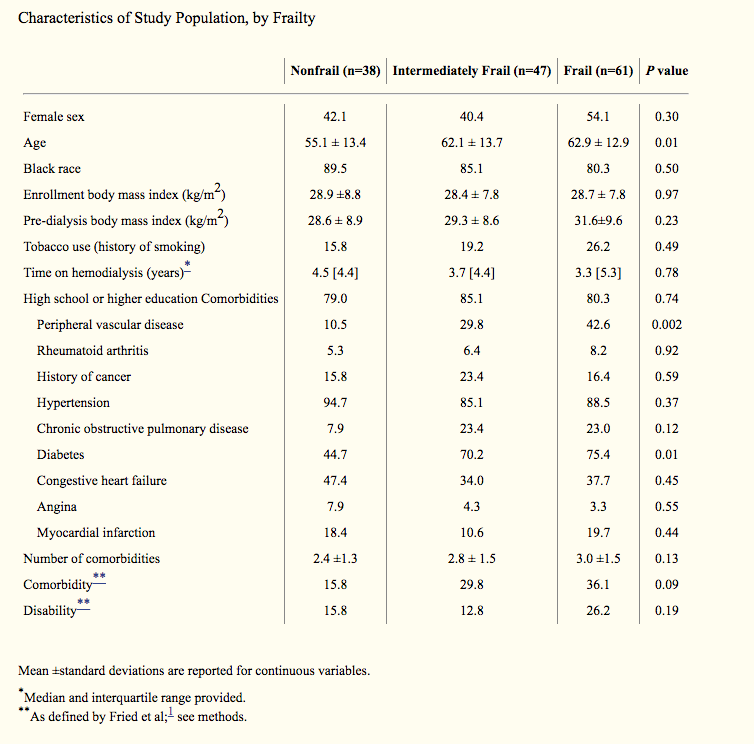 Characteristics of Study Population, by Frailty
Nonfrail (n=38) Intermediately Frail (n=47) Frail (n=61) P value
Female sex 42.1 40.4 54.1 0.30
Age 55.1 ± 13.4 62.1 ± 13.7 62.9 ± 12.9 0.01
Black race 89.5 85.1 80.3 0.50
Enrollment body mass index (kg/m2) 28.9 ±8.8 28.4 ± 7.8 28.7 ± 7.8 0.97
Pre-dialysis body mass index (kg/m2) 28.6 ± 8.9 29.3 ± 8.6 31.6±9.6 0.23
Tobacco use (history of smoking) 15.8 19.2 26.2 0.49
Time on hemodialysis (years)* 4.5 [4.4] 3.7 [4.4] 3.3 [5.3] 0.78
High school or higher education Comorbidities 79.0 85.1 80.3 0.74
Peripheral vascular disease 10.5 29.8 42.6 0.002
Rheumatoid arthritis 5.3 6.4 8.2 0.92
History of cancer 15.8 23.4 16.4 0.59
Hypertension 94.7 85.1 88.5 0.37
Chronic obstructive pulmonary disease 7.9 23.4 23.0 0.12
Diabetes 44.7 70.2 75.4 0.01
Congestive heart failure 47.4 34.0 37.7 0.45
Angina 7.9 4.3 3.3 0.55
Myocardial infarction 18.4 10.6 19.7 0.44
Number of comorbidities 2.4 ±1.3 2.8 ± 1.5 3.0 ±1.5 0.13
Comorbidity** 15.8 29.8 36.1 0.09
Disability** 15.8 12.8 26.2 0.19
Mean ±standard deviations are reported for continuous variables.
*Median and interquartile range provided.
**As defined by Fried et al;1 see methods.